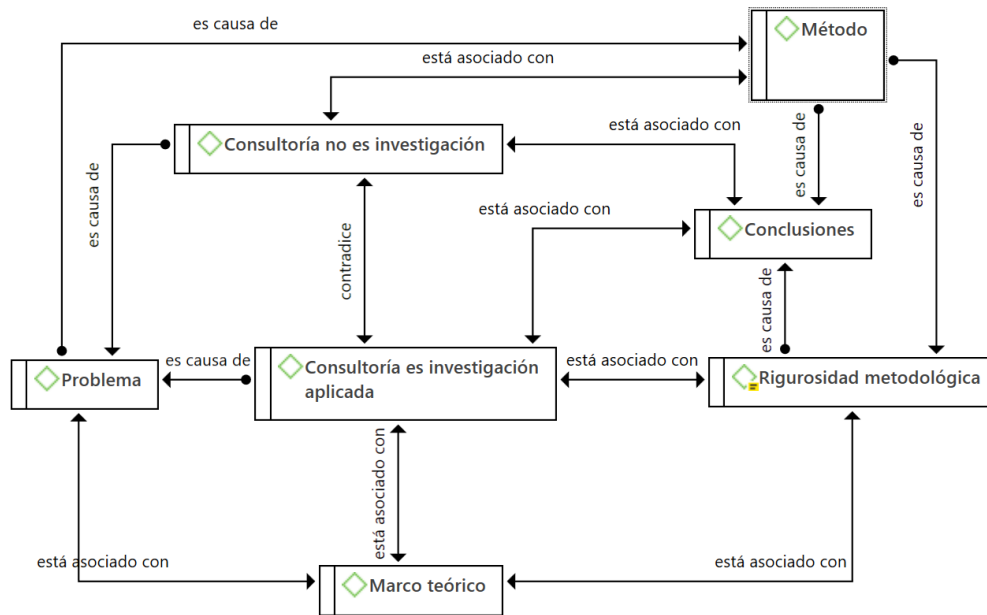 es causa de
Método
está asociado con
Consultoría no es investigación
está asociado con
es causa de
es causa de
es causa de
está asociado con
Conclusiones
contradice
es causa de
Problema
es causa de
Consultoría es investigación
aplicada
está asociado con
Rigurosidad metodológica
está asociado con
está asociado con
está asociado con
Marco teórico